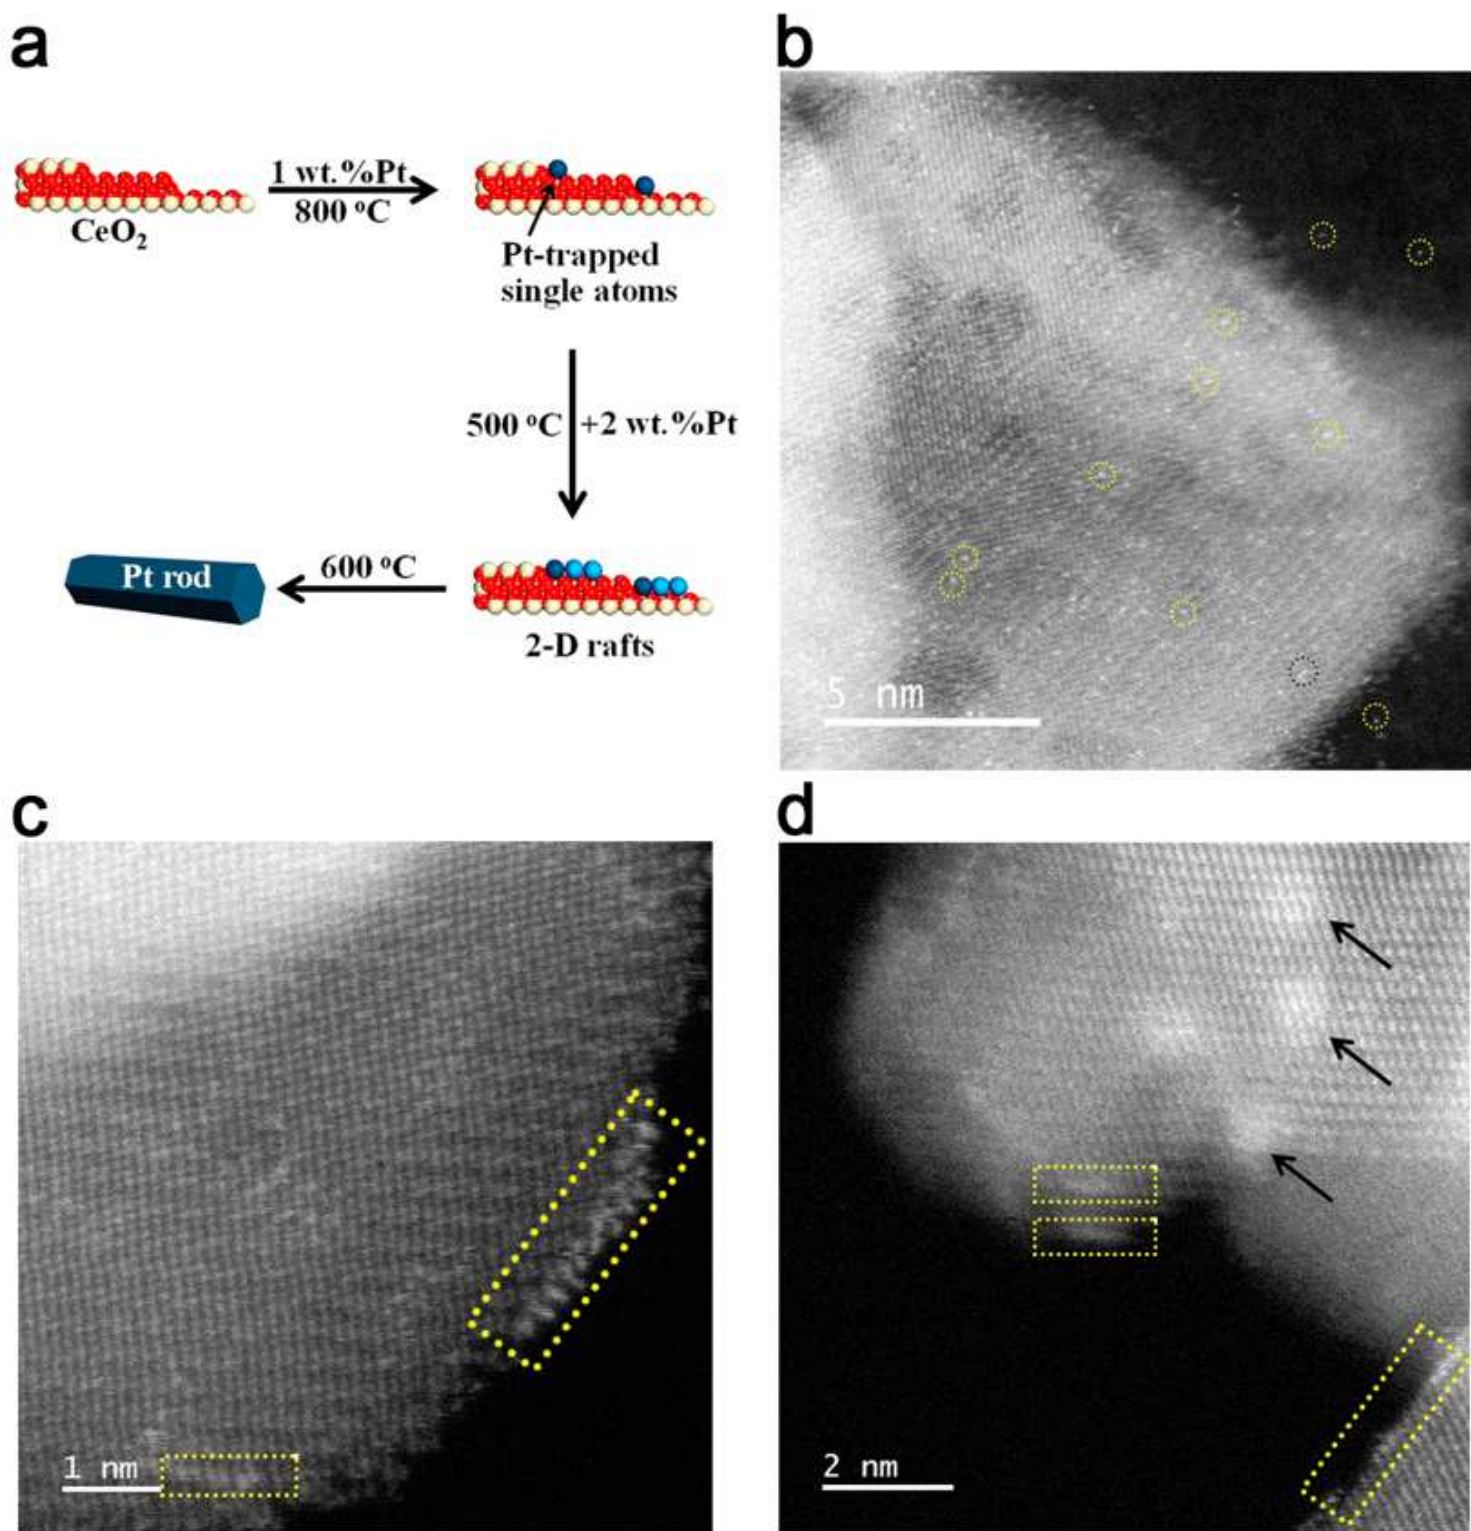 a
b
1 wt.%Pt
800 °C
CeO₂
Pt-trapped
single atoms
500 °C
+2 wt.%Pt
Pt rod
600 °C
2-D rafts
5 nm
c
d
1 nm
2 nm